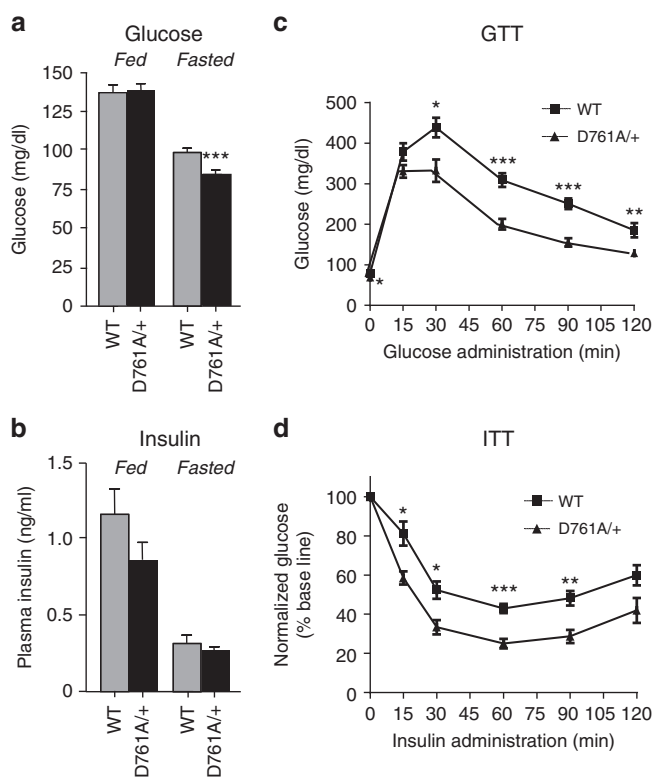 a
Glucose
Fed Fasted
Glucose (mg/dl)
150
125
100
75
50
25
0
***
WT
D761A/+
WT
D761A/+
b
Insulin
Fed Fasted
Plasma insulin (ng/ml)
1.5
1.0
0.5
0
WT
D761A/+
WT
D761A/+
c
GTT
Glucose (mg/dl)
500
400
300
200
100
0
WT
D761A/+
*
*
***
***
**
0 15 30 45 60 75 90 105 120
Glucose administration (min)
d
ITT
Normalized glucose
(% base line)
100
80
60
40
20
0
WT
D761A/+
*
*
***
**
0 15 30 45 60 75 90 105 120
Insulin administration (min)